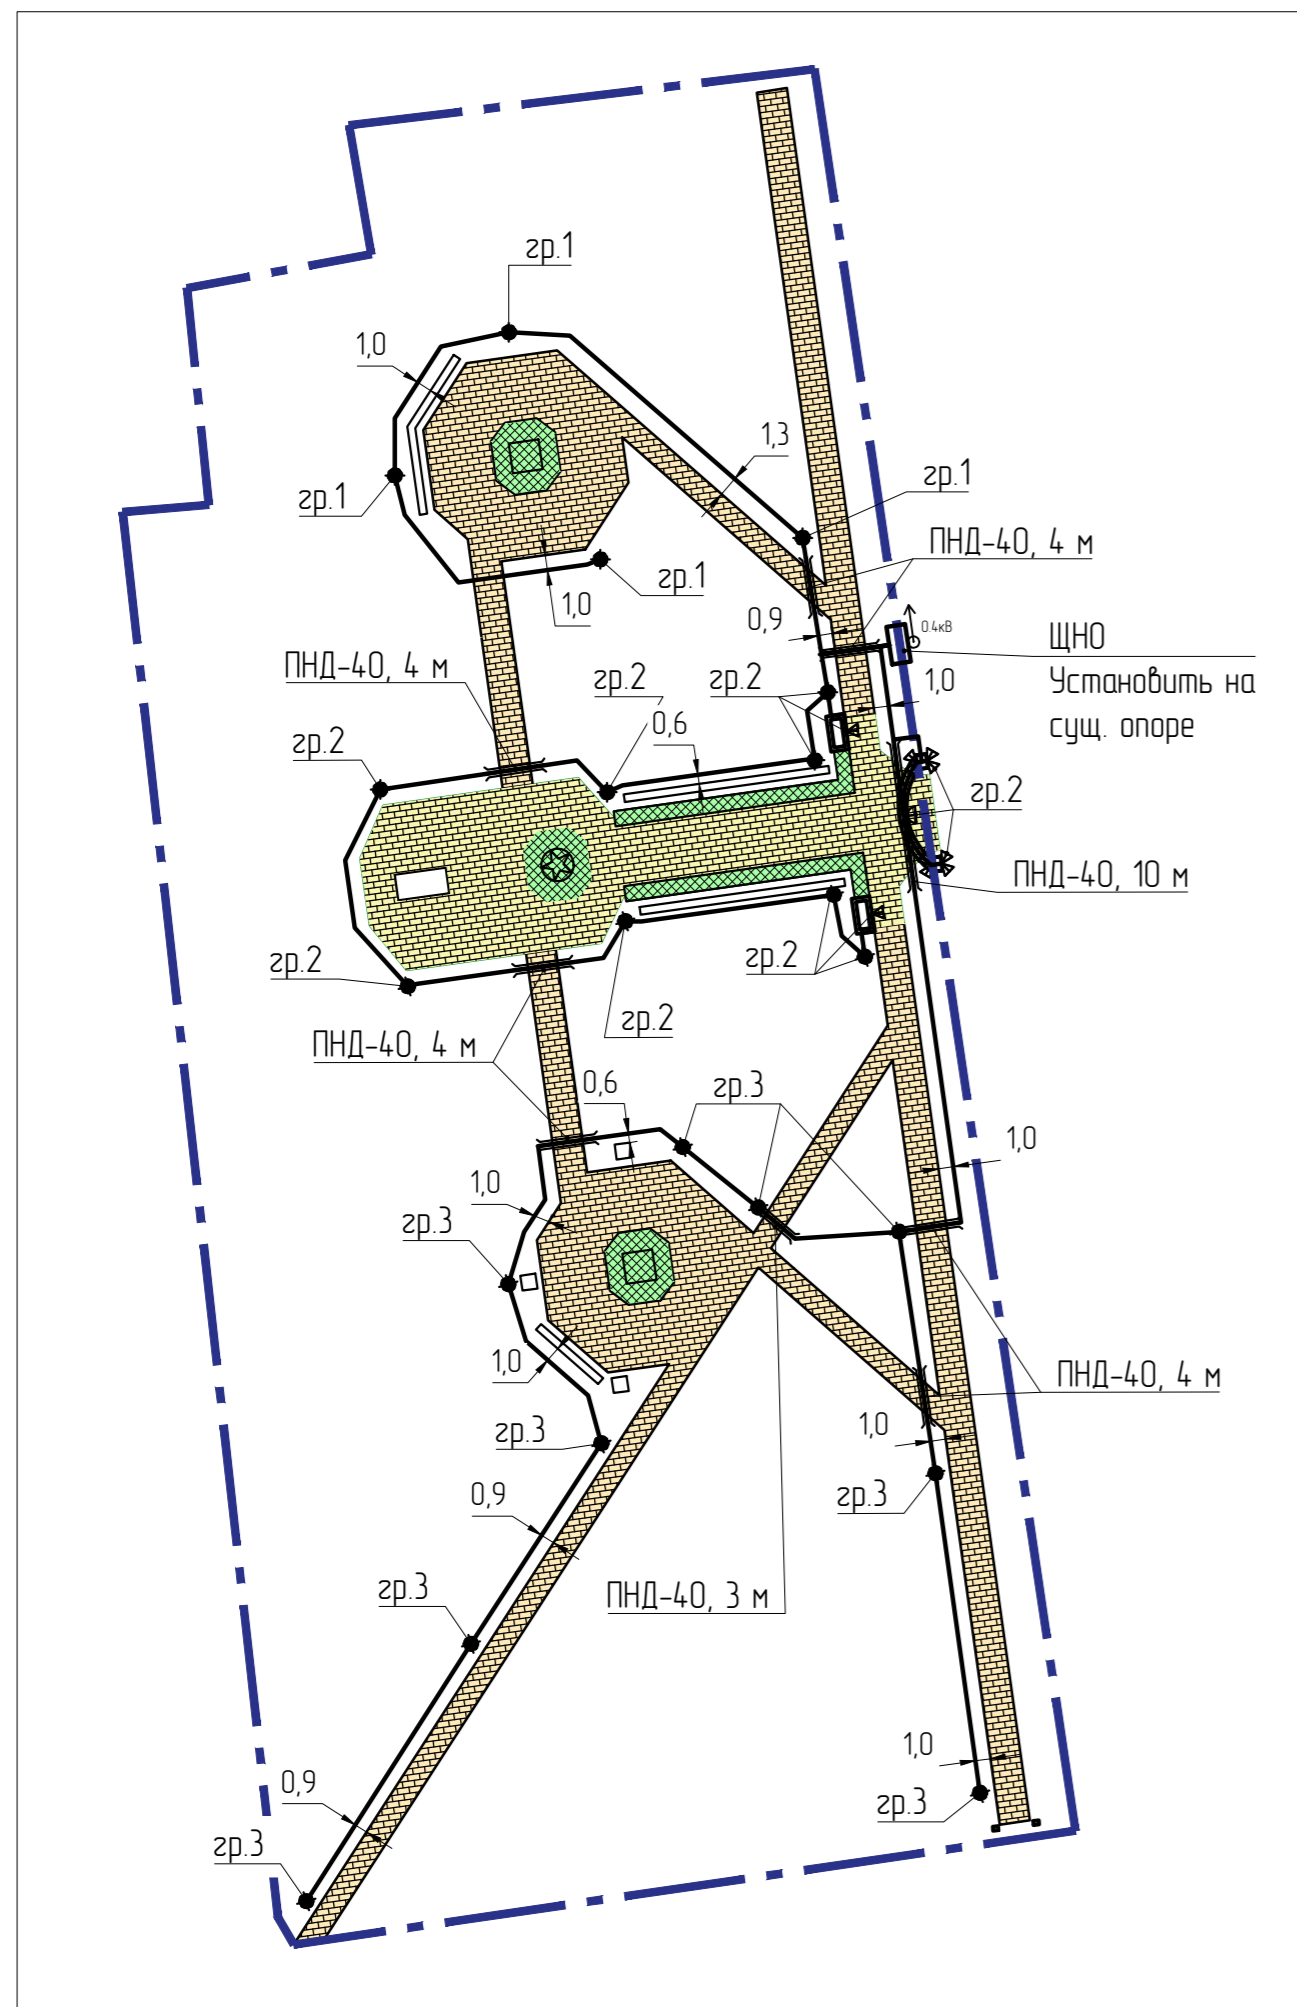 гр.1
1,0
1,3
гр.1
гр.1
ПНД-40, 4 м
гр.1
1,0
0,9
0.4кВ
ЩНО
Установить на
сущ. опоре
ПНД-40, 4 м
гр.2
гр.2
1,0
0,6
гр.2
гр.2
ПНД-40, 10 м
гр.2
гр.2
гр.2
ПНД-40, 4 м
0,6
гр.3
1,0
1,0
гр.3
1,0
ПНД-40, 4 м
1,0
гр.3
0,9
гр.3
гр.3
ПНД-40, 3 м
1,0
0,9
гр.3
гр.3